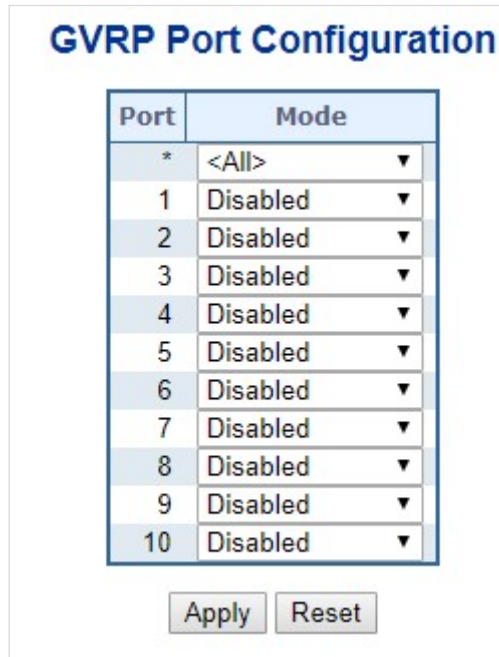 GVRP Port Configuration
Port Mode
* <All>
1 Disabled
2 Disabled
3 Disabled
4 Disabled
5 Disabled
6 Disabled
7 Disabled
8 Disabled
9 Disabled
10 Disabled
Apply Reset